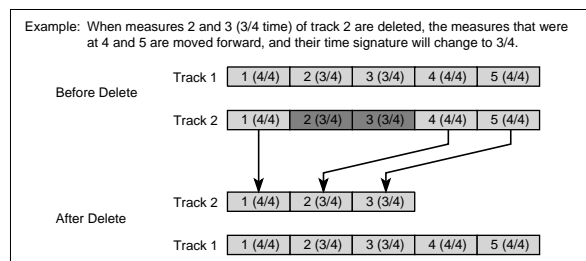 Example: When measures 2 and 3 (3/4 time) of track 2 are deleted, the measures that were
at 4 and 5 are moved forward, and their time signature will change to 3/4.
Track 1 1 (4/4) 2 (3/4) 3 (3/4) 4 (4/4) 5 (4/4)
Before Delete
Track 2 1 (4/4) 2 (3/4) 3 (3/4) 4 (4/4) 5 (4/4)
Track 2 1 (4/4) 2 (3/4) 3 (3/4)
After Delete
Track 1 1 (4/4) 2 (3/4) 3 (3/4) 4 (4/4) 5 (4/4)